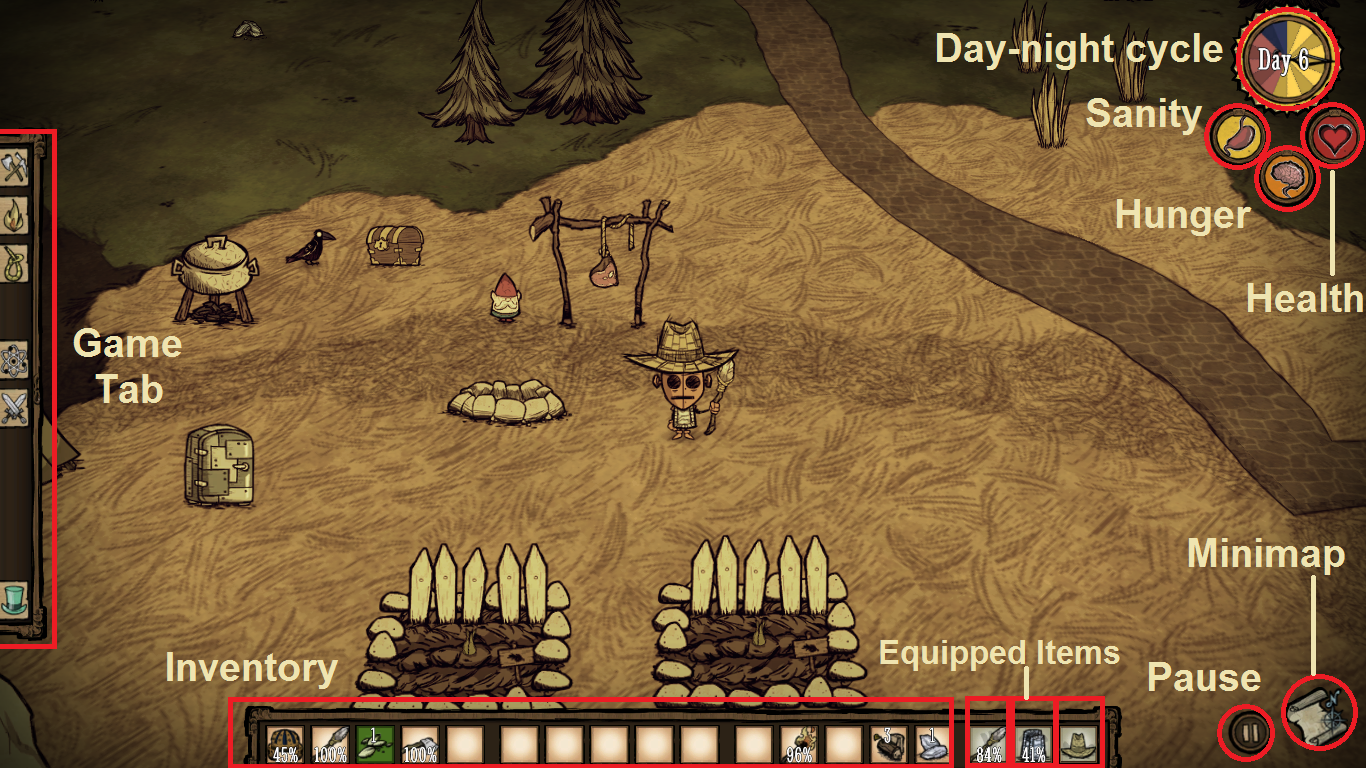 Day-night cycle
Day 6
Sanity
Hunger
Health
Game
Tab
Minimap
Equipped Items
Inventory
Pause
45%
100%
1
100%
96%
3
1
84%
41%